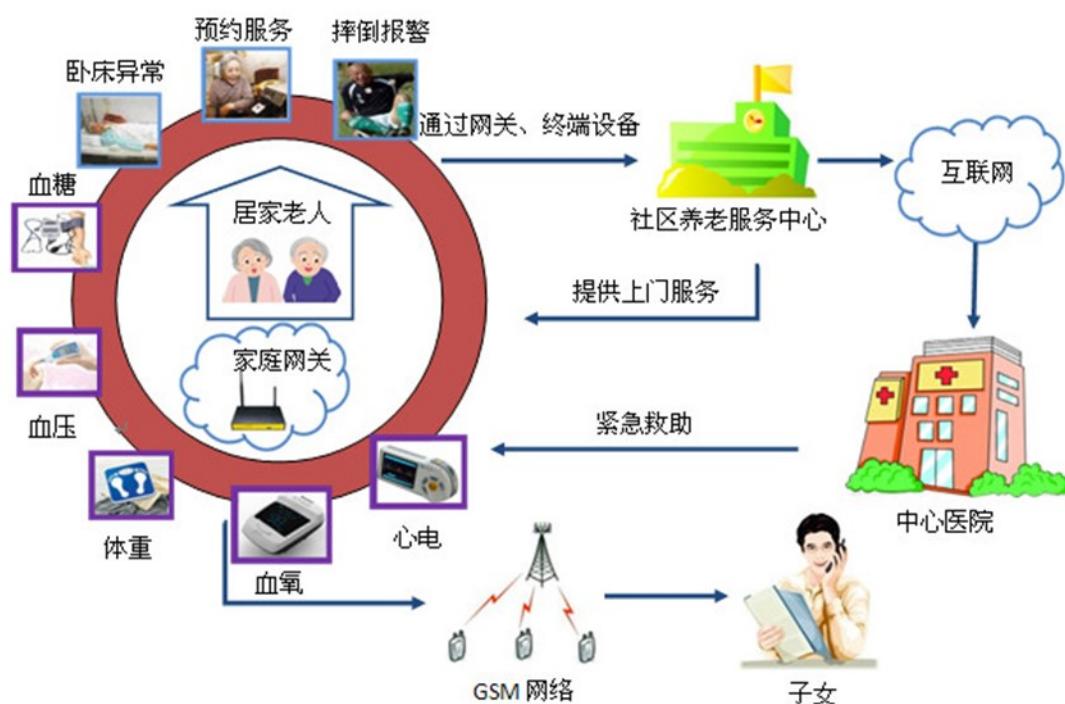 预约服务
摔倒报警
卧床异常
通过网关、终端设备
互联网
血糖
居家老人
社区养老服务中心
提供上门服务
家庭网关
血压
紧急救助
中心医院
体重
心电
血氧
GSM 网络
子女